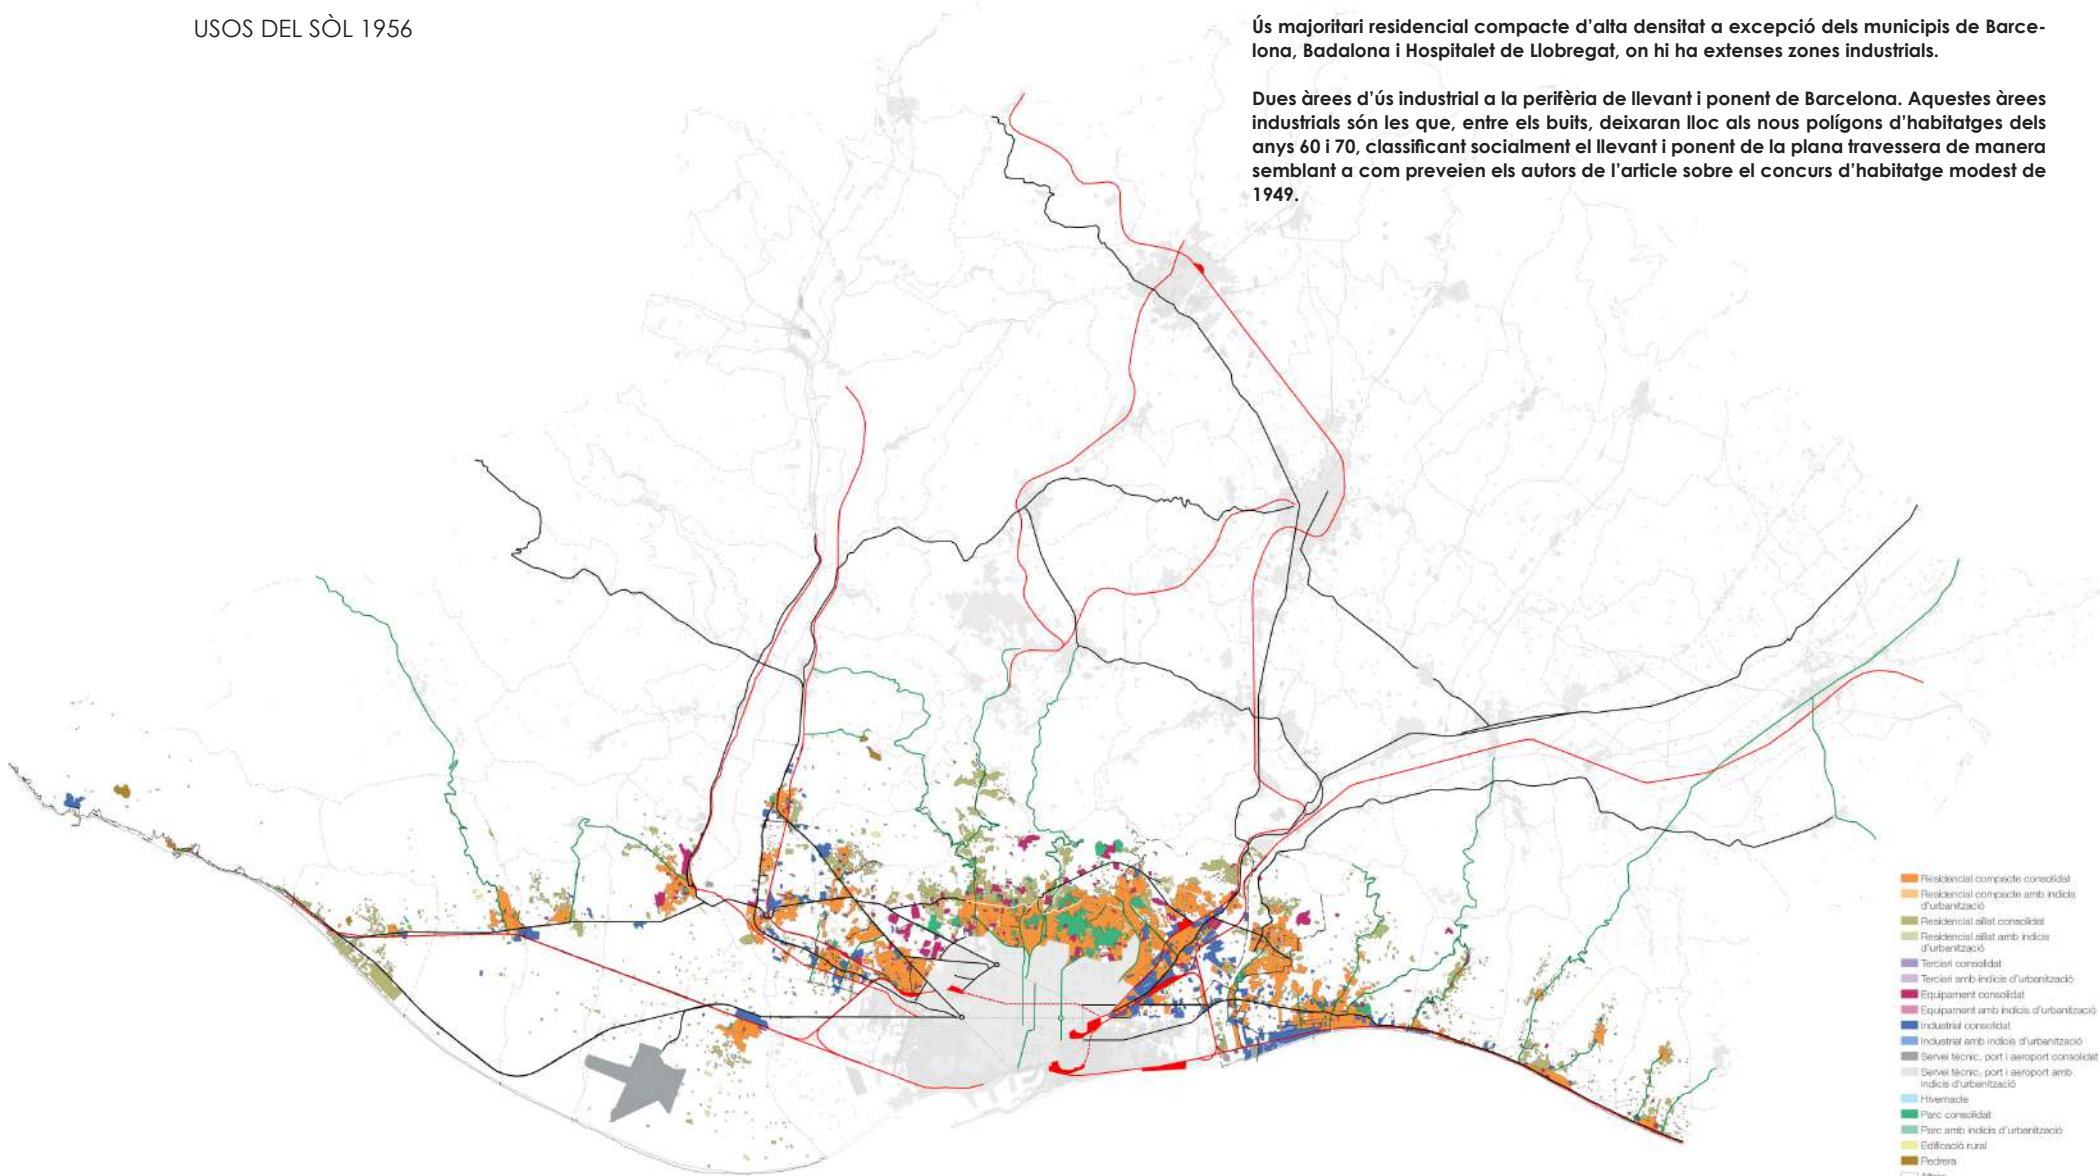 USOS DEL SÒL 1956
Ús majoritari residencial compacte d'alta densitat a excepció dels municipis de Barce-
lona, Badalona i Hospitalet de Llobregat, on hi ha extenses zones industrials.
Dues àrees d'ús industrial a la perifèria de llevant i ponent de Barcelona. Aquestes àrees
industrials són les que, entre els buits, deixaran lloc als nous polígons d'habitatges dels
anys 60 i 70, classificant socialment el llevant i ponent de la plana travessera de manera
semblant a com preveien els autors de l'article sobre el concurs d'habitatge modest de
1949.
Residencial compacte consolidat
Residencial compacte amb indicis
d'urbanització
Residencial aïllat consolidat
Residencial aïllat amb indicis
d'urbanització
Terciari consolidat
Terciari amb indicis d'urbanització
Equipament consolidat
Equipament amb indicis d'urbanització
Industrial consolidat
Industrial amb indicis d'urbanització
Servei tècnic, port i aeroport consolidat
Servei tècnic, port i aeroport amb
indicis d'urbanització
Hivernacle
Parc consolidat
Parc amb indicis d'urbanització
Edificació rural
Pedrera